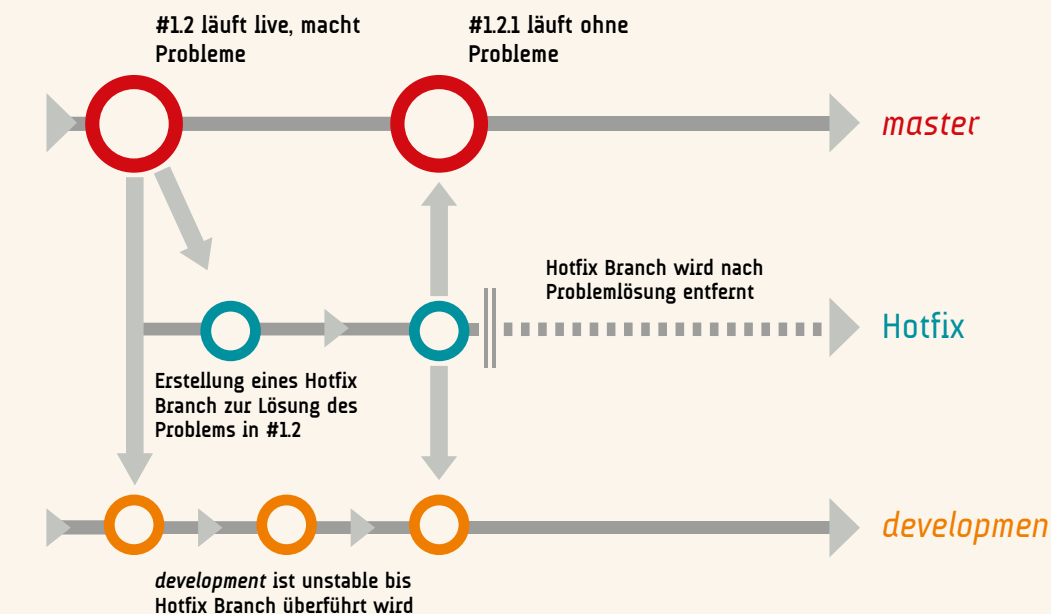 #1.2 läuft live, macht
Probleme
#1.2.1 läuft ohne
Probleme
master
Hotfix Branch wird nach
Problemlösung entfernt
Hotfix
Erstellung eines Hotfix
Branch zur Lösung des
Problems in #1.2
developmen
development ist unstable bis
Hotfix Branch überführt wird